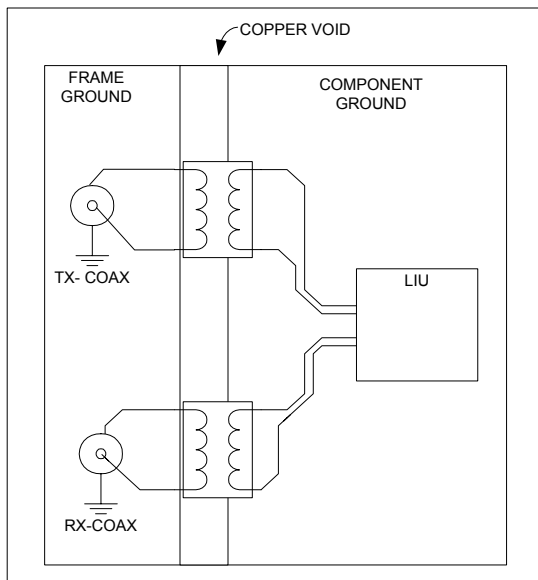 COPPER VOID
FRAME
GROUND
COMPONENT
GROUND
TX- COAX
LIU
RX-COAX